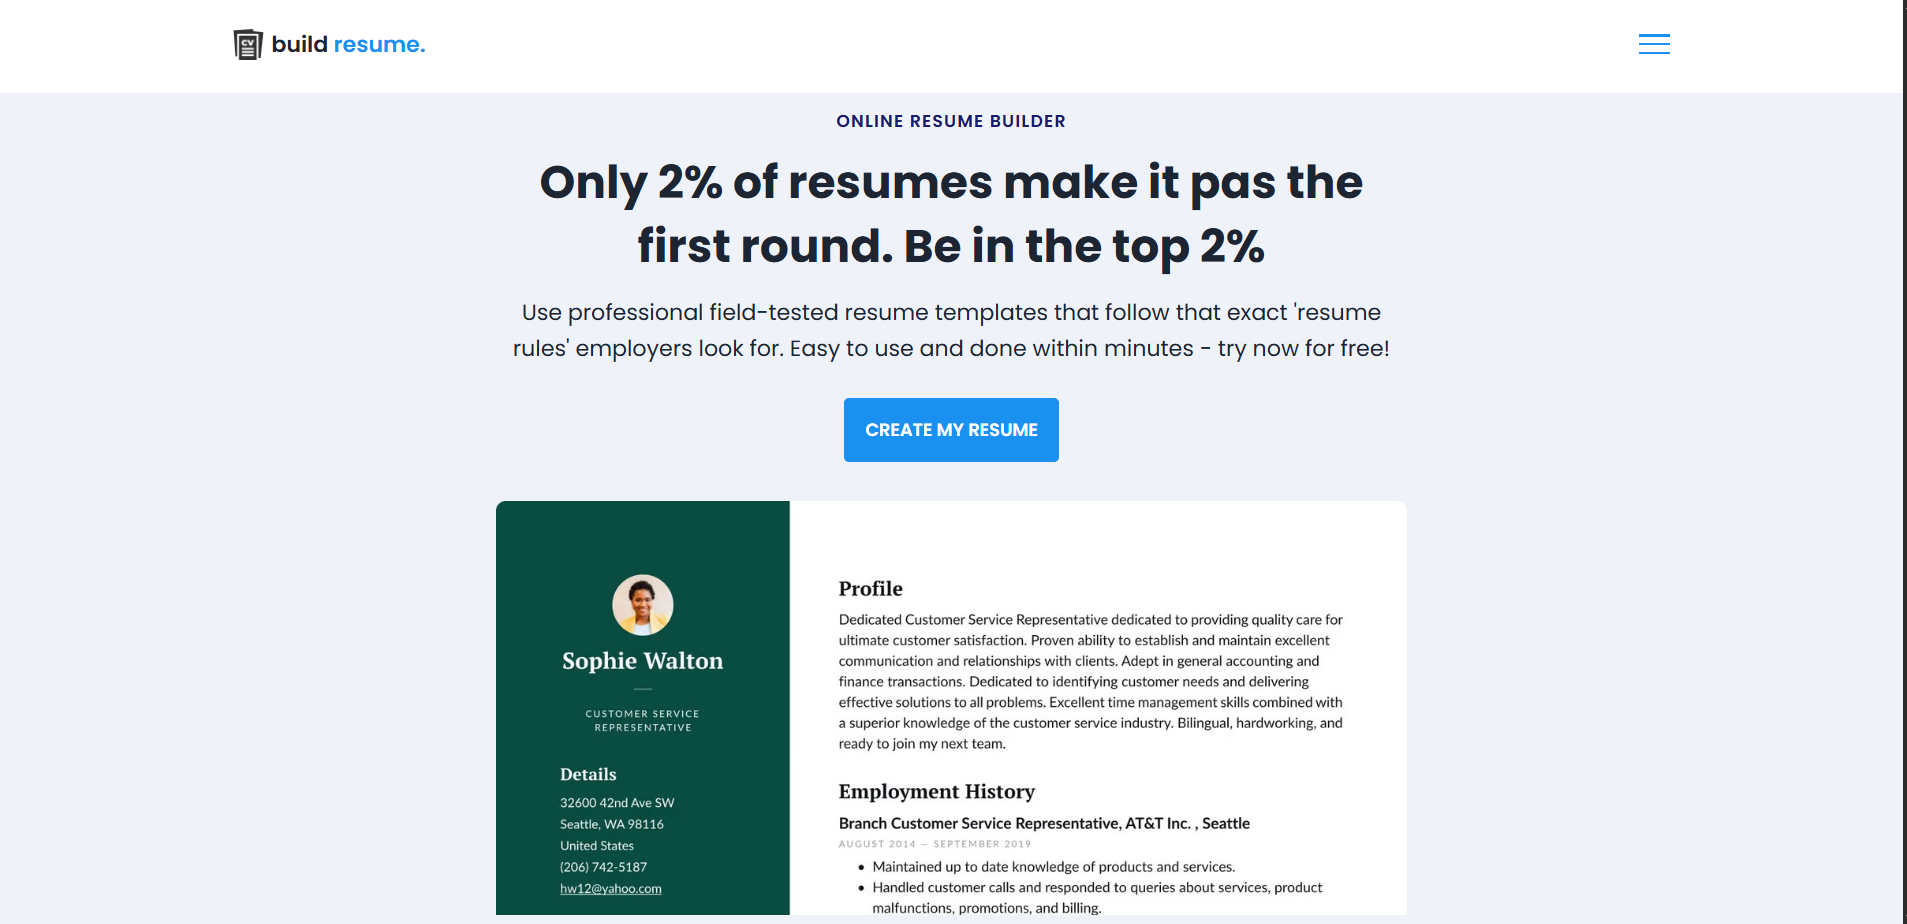 CV
build resume.
ONLINE RESUME BUILDER
Only 2% of resumes make it pas the
first round. Be in the top 2%
Use professional field-tested resume templates that follow that exact 'resume
rules' employers look for. Easy to use and done within minutes - try now for free!
CREATE MY RESUME
Sophie Walton
CUSTOMER SERVICE
REPRESENTATIVE
Details
32600 42nd Ave SW
Seattle, WA 98116
United States
(206) 742-5187
hw12@yahoo.com
Profile
Dedicated Customer Service Representative dedicated to providing quality care for
ultimate customer satisfaction. Proven ability to establish and maintain excellent
communication and relationships with clients. Adept in general accounting and
finance transactions. Dedicated to identifying customer needs and delivering
effective solutions to all problems. Excellent time management skills combined with
a superior knowledge of the customer service industry. Bilingual, hardworking, and
ready to join my next team.
Employment History
Branch Customer Service Representative, AT&T Inc. , Seattle
AUGUST 2014 — SEPTEMBER 2019
• Maintained up to date knowledge of products and services.
• Handled customer calls and responded to queries about services, product
malfunctions, promotions, and billing.